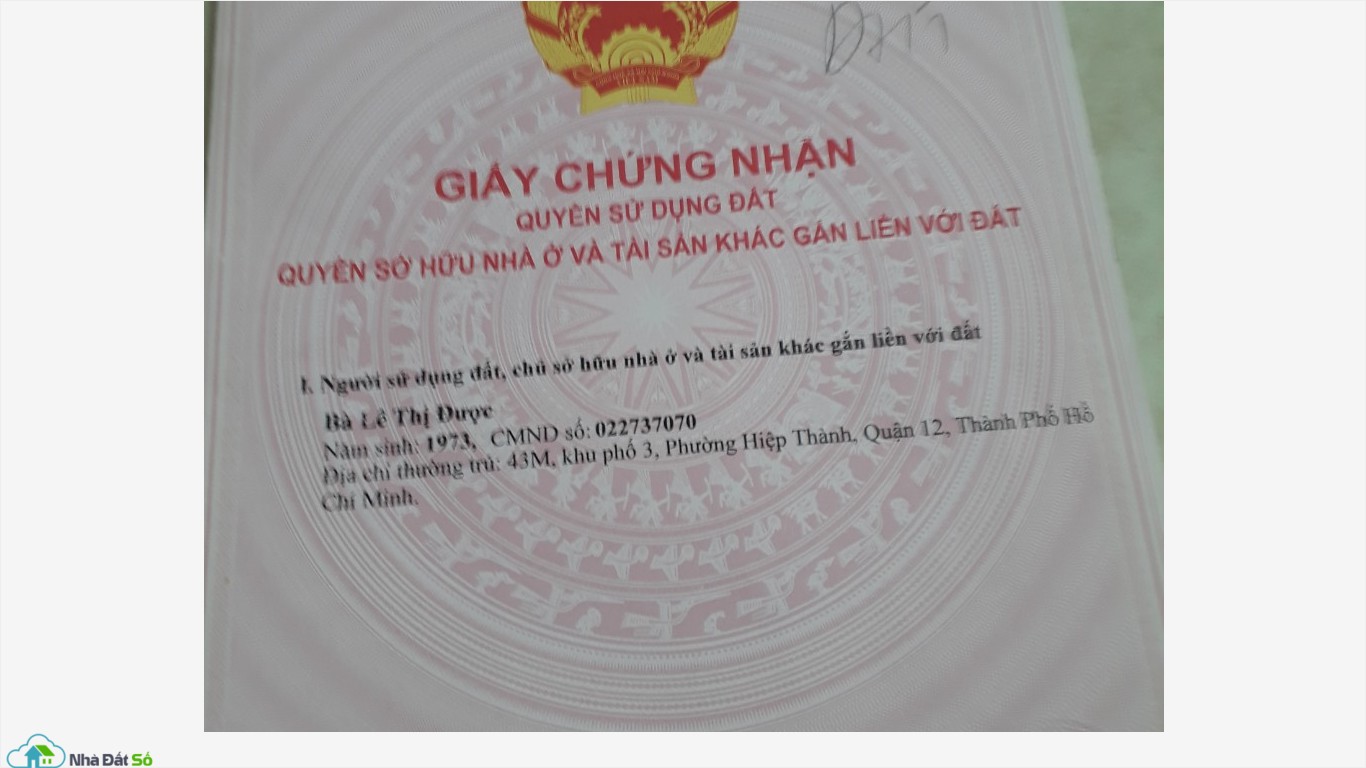 GIẤY CHỨNG NHẬN
QUYỀN SỬ DỤNG ĐẤT
QUYỀN SỞ HỮU NHÀ Ở VÀ TÀI SẢN KHÁC GẮN LIỀN VỚI ĐẤT
I. Người sử dụng đất, chủ sở hữu nhà ở và tài sản khác gắn liền với đất
Bà Lê Thị Được
Năm sinh: 1973, CMND số: 022737070
Địa chỉ thường trú: 43M, khu phố 3, Phường Hiệp Thành, Quận 12, Thành Phố Hồ
Chí Minh.
Nhà Đất Số